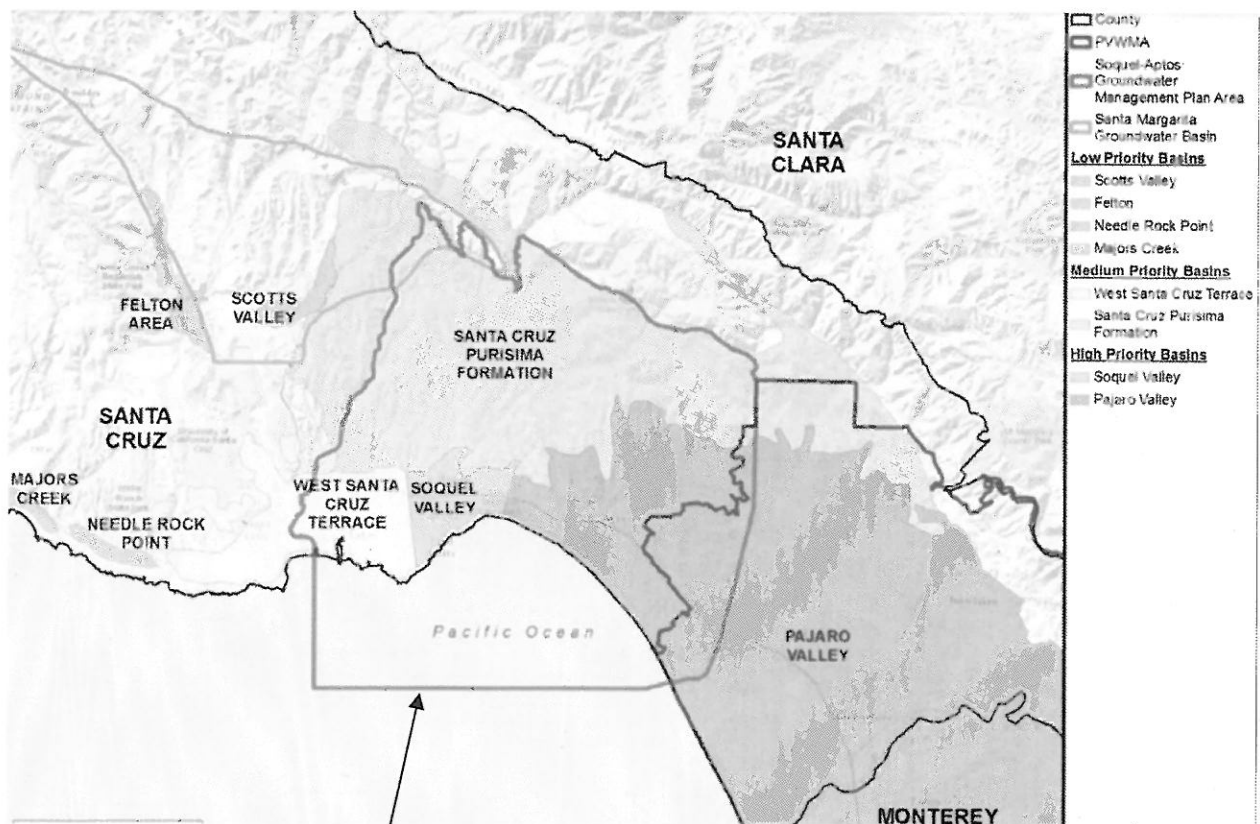 SANTA
CLARA
FELTON
AREA
SCOTTS
VALLEY
SANTA CRUZ
PURISIMA
FORMATION
SANTA
CRUZ
MAJORS
CREEK
NEEDLE ROCK
POINT
WEST SANTA
CRUZ
TERRACE
SOQUEL
VALLEY
Pacific Ocean
PAJARO
VALLEY
MONTEREY
County
PVWMA
Soquel-Aptos
Groundwater
Management Plan Area
Santa Margarita
Groundwater Basin
Low Priority Basins
Scotts Valley
Felton
Needle Rock Point
Majors Creek
Medium Priority Basins
West Santa Cruz Terrace
Santa Cruz Purisima
Formation
High Priority Basins
Soquel Valley
Pajaro Valley